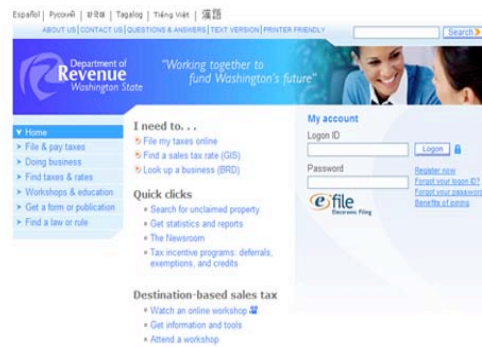 Español | Русский | 한국어 | Tagalog | Tiếng Việt | 漢語
ABOUT US | CONTACT US | QUESTIONS & ANSWERS | TEXT VERSION | PRINTER FRIENDLY
Search
Department of
Revenue
Washington State
"Working together to
fund Washington's future"
Home
File & pay taxes
Doing business
Find taxes & rates
Workshops & education
Get a form or publication
Find a law or rule
I need to. . .
File my taxes online
Find a sales tax rate (GIS)
Look up a business (BRD)
Quick clicks
Search for unclaimed property
Get statistics and reports
The Newsroom
Tax incentive programs: deferrals,
exemptions, and credits
Destination-based sales tax
Watch an online workshop
Get information and tools
Attend a workshop
My account
Logon ID
Logon
Password
Register now
Forgot your logon ID?
Forgot your password
Benefits of joining
e file
Electronic Filing